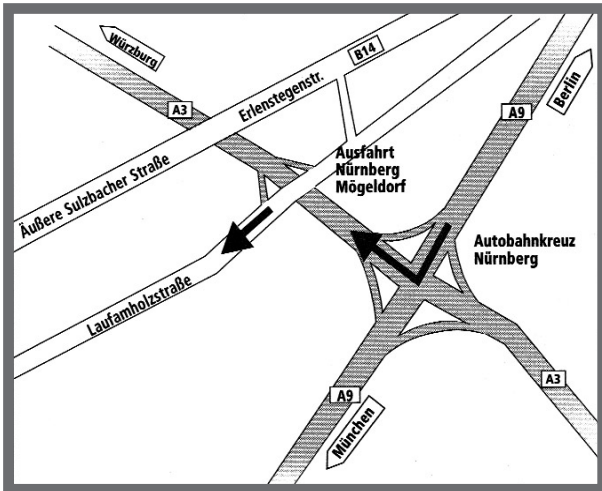 Würzburg
B14
Erlenstegenstr.
A3
A9
Berlin
Äußere Sulzbacher Straße
Ausfahrt
Nürnberg
Mögeldorf
Autobahnkreuz
Nürnberg
Laufamholzstraße
A3
A9
München